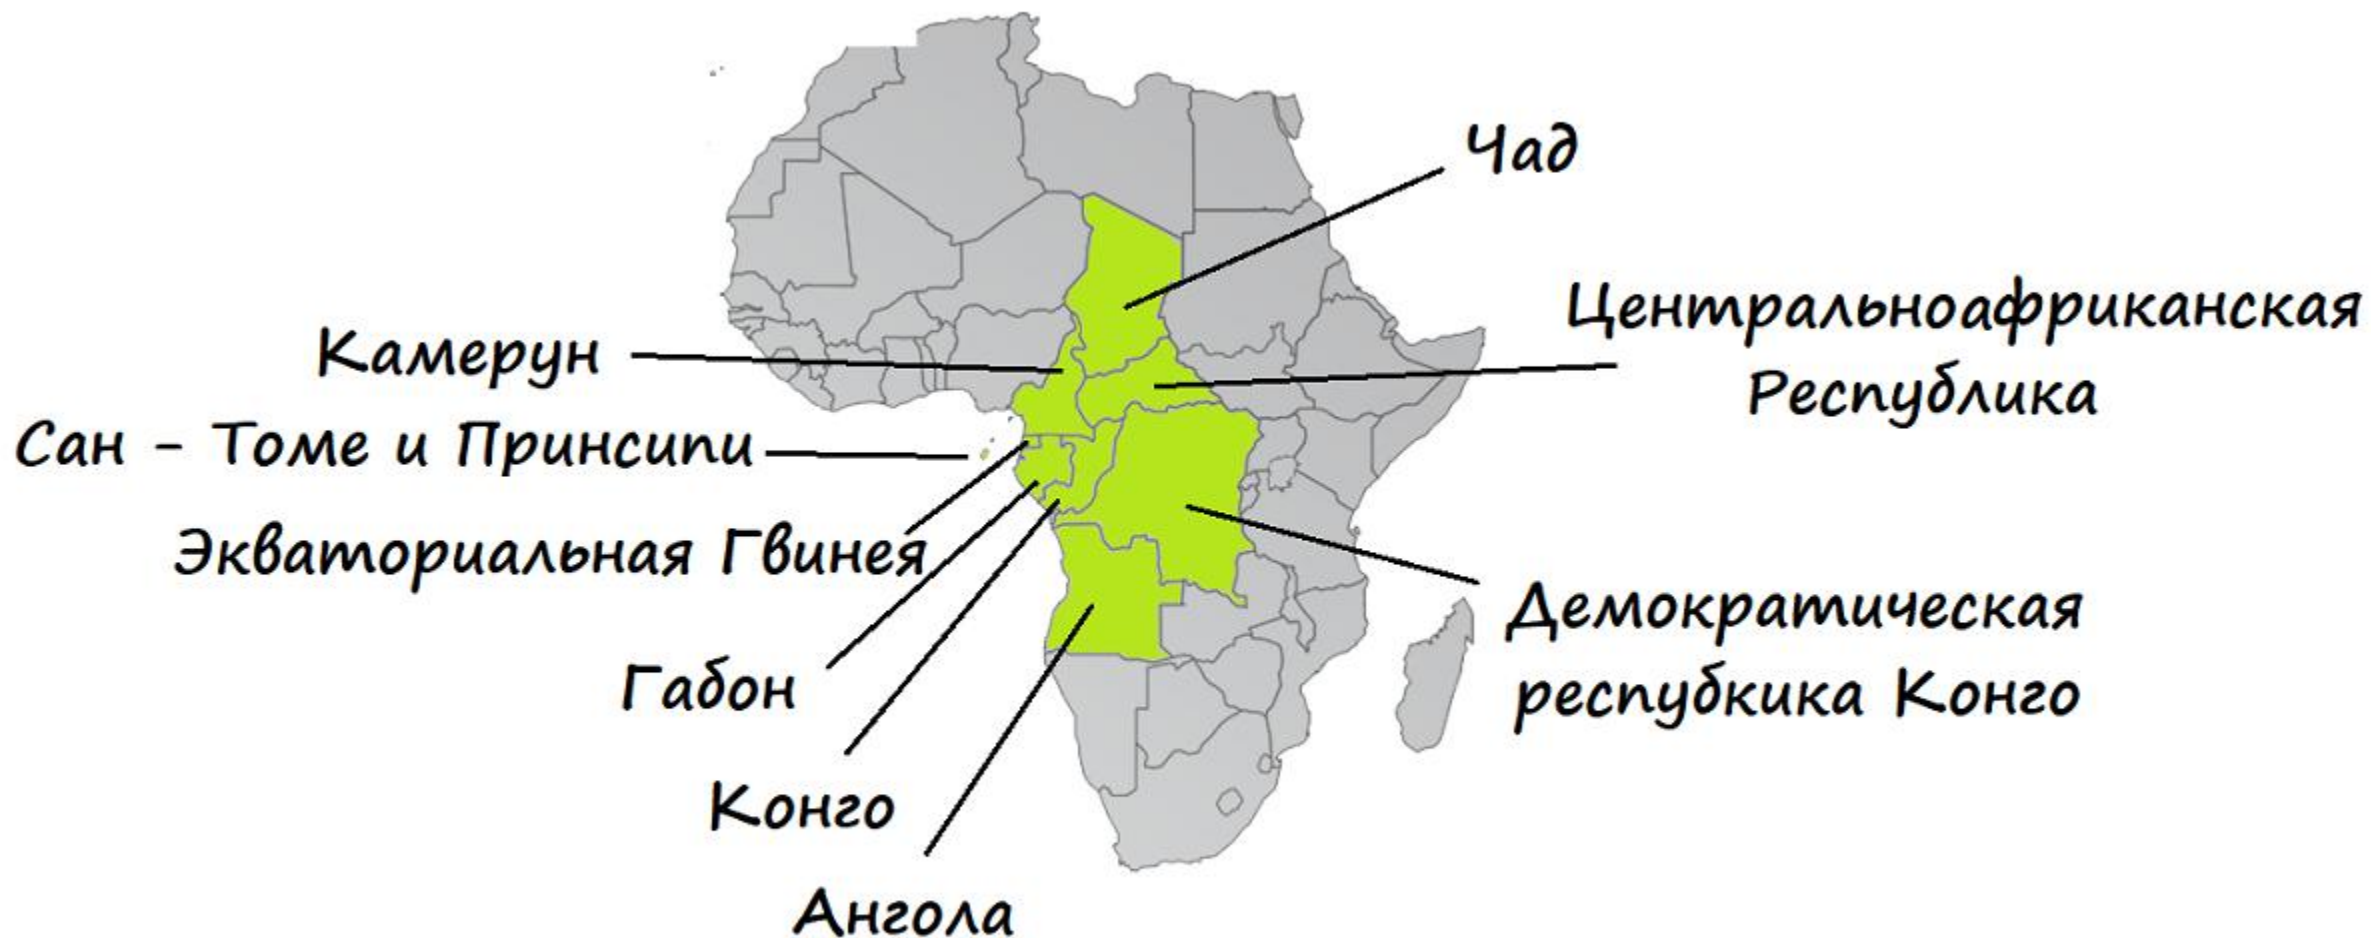 Чад
Центральноафриканская
Республика
Камерун
Сан - Томе и Принсипи
Экваториальная Гвинея
Демократическая
респубкика Конго
Габон
Конго
Ангола